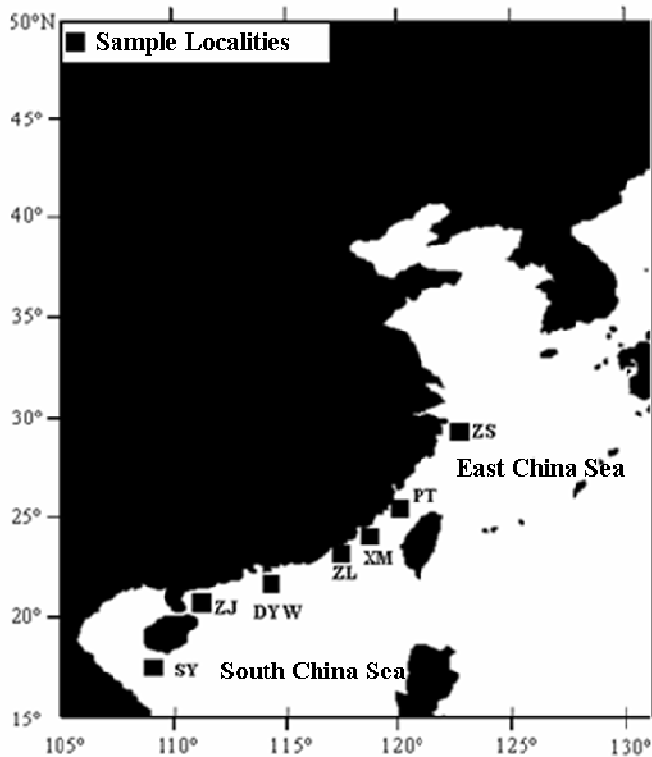 50°N
Sample Localities
45°
40°
35°
30°
ZS
East China Sea
PT
25°
XM
ZL
ZJ
DYW
20°
SY
South China Sea
15°
105°
110°
115°
120°
125°
130°